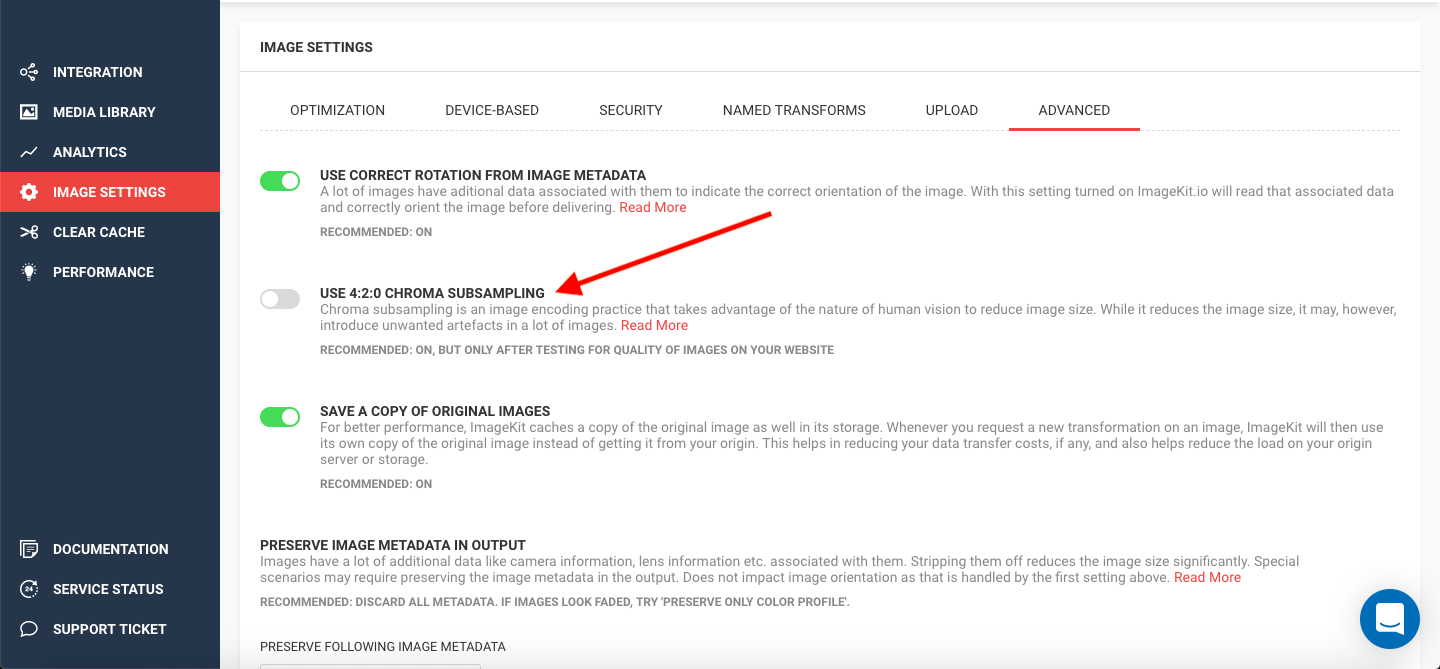 IMAGE SETTINGS
OPTIMIZATION
DEVICE-BASED
SECURITY
NAMED TRANSFORMS
UPLOAD
ADVANCED
INTEGRATION
MEDIA LIBRARY
ANALYTICS
IMAGE SETTINGS
CLEAR CACHE
PERFORMANCE
DOCUMENTATION
24
SERVICE STATUS
SUPPORT TICKET
USE CORRECT ROTATION FROM IMAGE METADATA
A lot of images have aditional data associated with them to indicate the correct orientation of the image. With this setting turned on ImageKit.io will read that associated data
and correctly orient the image before delivering. Read More
RECOMMENDED: ON
USE 4:2:0 CHROMA SUBSAMPLING
Chroma subsampling is an image encoding practice that takes advantage of the nature of human vision to reduce image size. While it reduces the image size, it may, however,
introduce unwanted artefacts in a lot of images. Read More
RECOMMENDED: ON, BUT ONLY AFTER TESTING FOR QUALITY OF IMAGES ON YOUR WEBSITE
SAVE A COPY OF ORIGINAL IMAGES
For better performance, ImageKit caches a copy of the original image as well in its storage. Whenever you request a new transformation on an image, ImageKit will then use
its own copy of the original image instead of getting it from your origin. This helps in reducing your data transfer costs, if any, and also helps reduce the load on your origin
server or storage.
RECOMMENDED: ON
PRESERVE IMAGE METADATA IN OUTPUT
Images have a lot of additional data like camera information, lens information etc. associated with them. Stripping them off reduces the image size significantly. Special
scenarios may require preserving the image metadata in the output. Does not impact image orientation as that is handled by the first setting above. Read More
RECOMMENDED: DISCARD ALL METADATA. IF IMAGES LOOK FADED, TRY 'PRESERVE ONLY COLOR PROFILE'.
PRESERVE FOLLOWING IMAGE METADATA